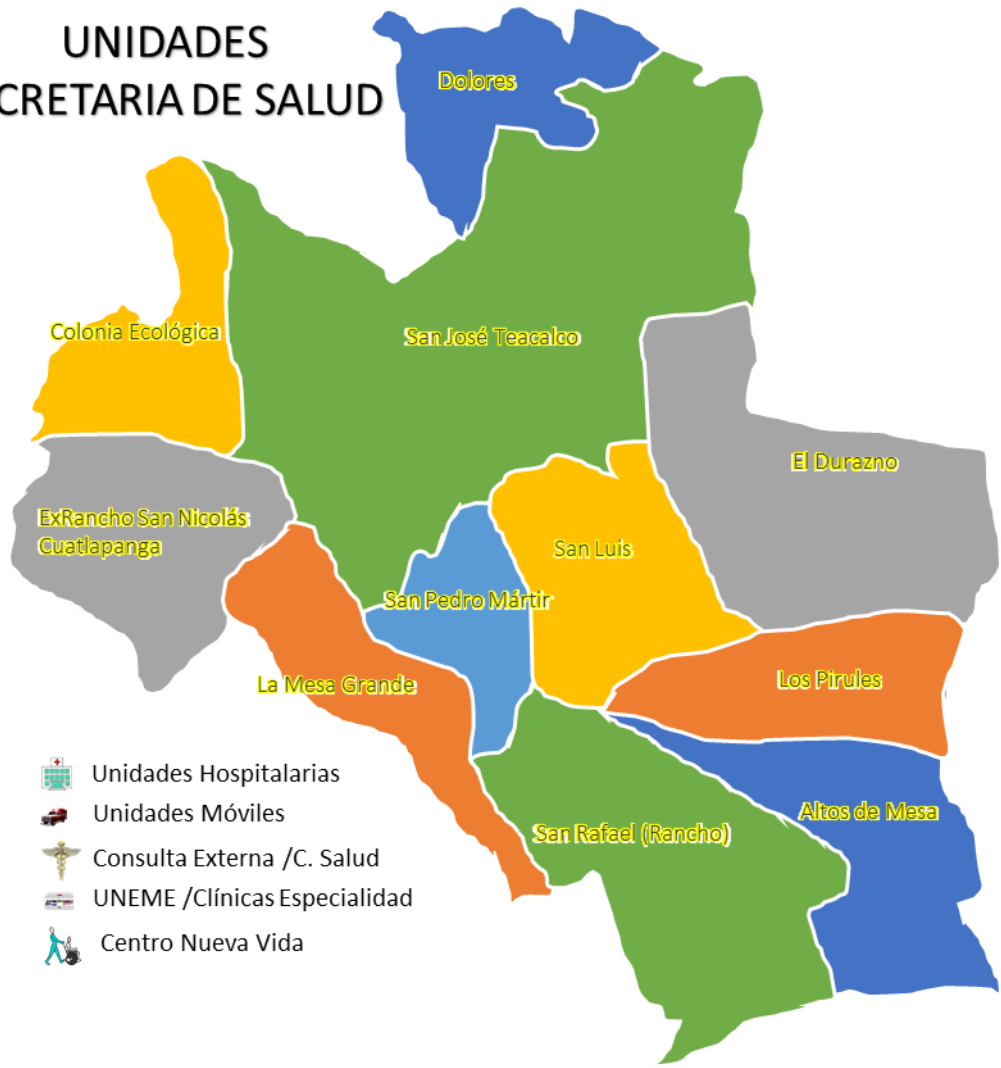 UNIDADES
CRETARIA DE SALUD
Dolores
Colonia Ecológica
San José Teacalco
El Durazno
ExRancho San Nicolás
Cuatlapanga
San Luis
San Pedro Mártir
La Mesa Grande
Los Pirules
Unidades Hospitalarias
Unidades Móviles
Altos de Mesa
San Rafael (Rancho)
Consulta Externa /C. Salud
UNEME /Clínicas Especialidad
Centro Nueva Vida